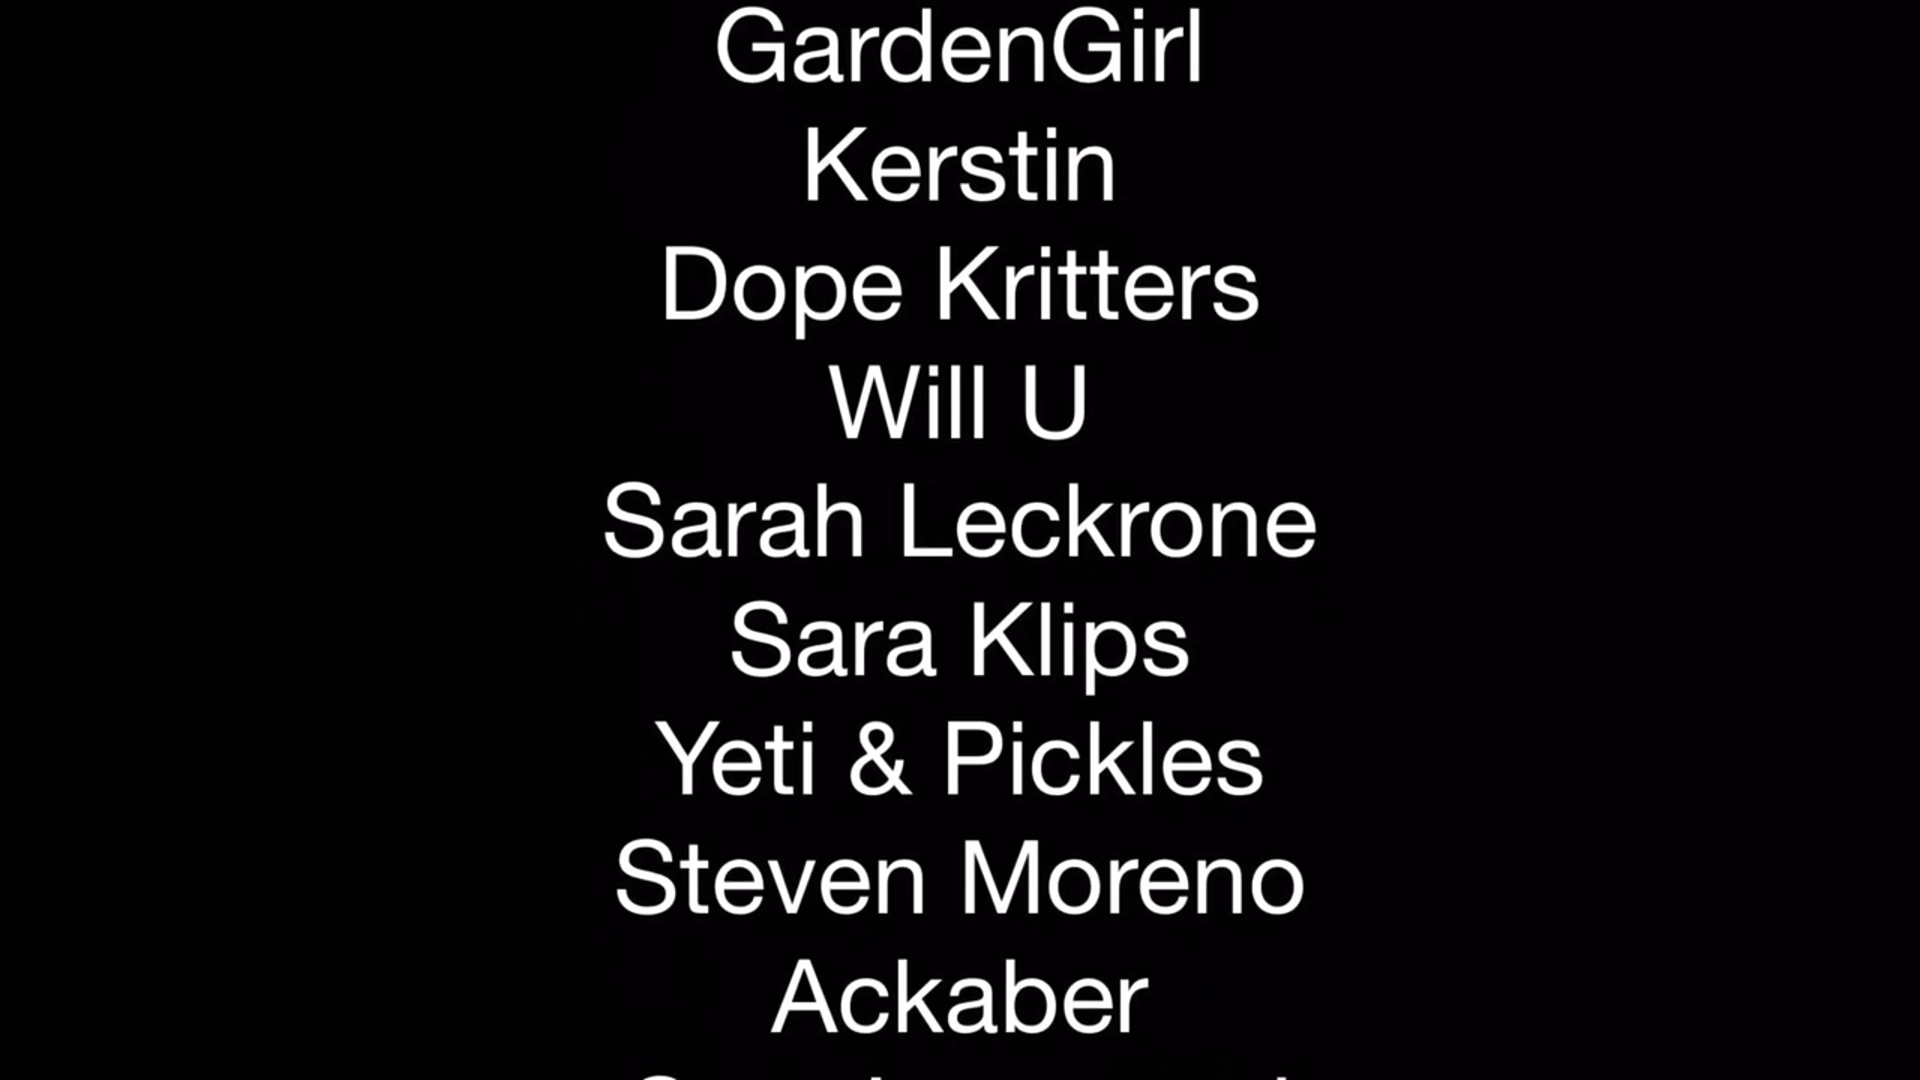 GardenGirl
Kerstin
Dope Kritters
Will U
Sarah Leckrone
Sara Klips
Yeti & Pickles
Steven Moreno
Ackaber